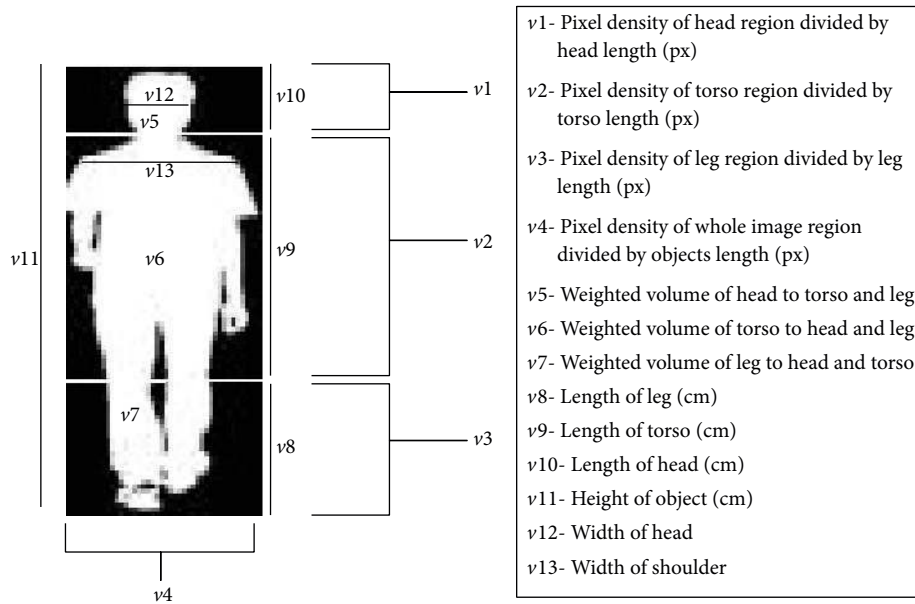 v12
v5
v13
v6
v7
v11
v10
v9
v8
v1
v2
v3
v4
v1- Pixel density of head region divided by
head length (px)
v2- Pixel density of torso region divided by
torso length (px)
v3- Pixel density of leg region divided by leg
length (px)
v4- Pixel density of whole image region
divided by objects length (px)
v5- Weighted volume of head to torso and leg
v6- Weighted volume of torso to head and leg
v7- Weighted volume of leg to head and torso
v8- Length of leg (cm)
v9- Length of torso (cm)
v10- Length of head (cm)
v11- Height of object (cm)
v12- Width of head
v13- Width of shoulder